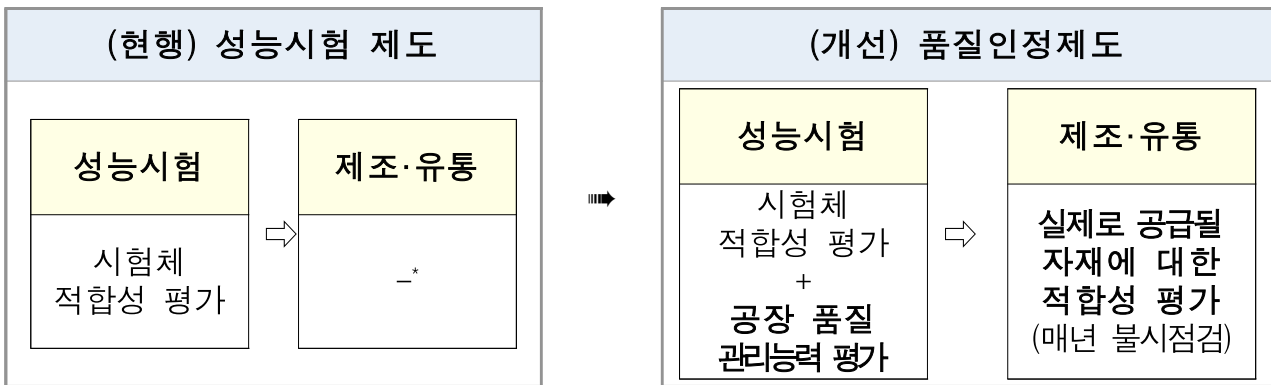 (현행) 성능시험 제도
성능시험
제조·유통
시험체
적합성 평가
⇨
–*
➠
(개선) 품질인정제도
성능시험
제조·유통
시험체
적합성 평가
+
공장 품질
관리능력 평가
⇨
실제로 공급될
자재에 대한
적합성 평가
(매년 불시점검)